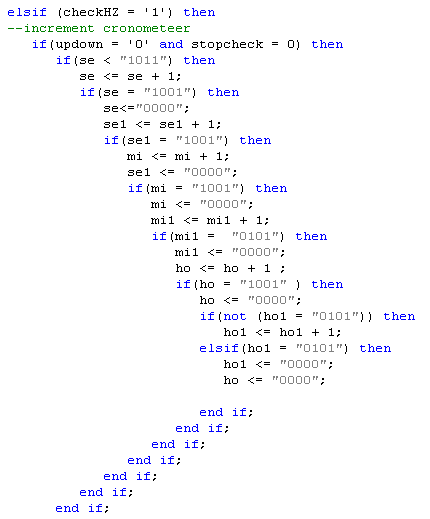 elsif (checkHZ = '1') then
--increment cronometeer
if(updown = '0' and stopcheck = 0) then
if(se < "1011") then
se <= se + 1;
if(se = "1001") then
se<="0000";
se1 <= se1 + 1;
if(se1 = "1001") then
mi <= mi + 1;
se1 <= "0000";
if(mi = "1001") then
mi <= "0000";
mi1 <= mi1 + 1;
if(mi1 =  "0101") then
mi1 <= "0000";
ho <= ho + 1 ;
if(ho = "1001" ) then
ho <= "0000";
if(not (ho1 = "0101")) then
ho1 <= ho1 + 1;
elsif(ho1 = "0101") then
ho1 <= "0000";
ho <= "0000";
end if;
end if;
end if;
end if;
end if;
end if;
end if;